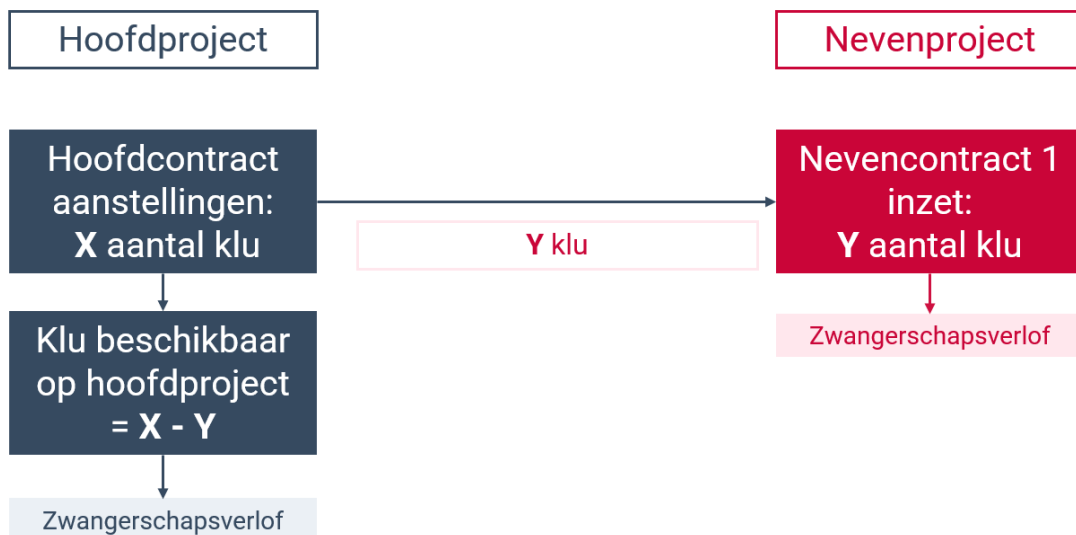 Hoofdproject
Nevenproject
Hoofdcontract
aanstellingen:
X aantal klu
Y klu
Nevencontract 1
inzet:
Y aantal klu
Klu beschikbaar
op hoofdproject
= X - Y
Zwangerschapsverlof
Zwangerschapsverlof